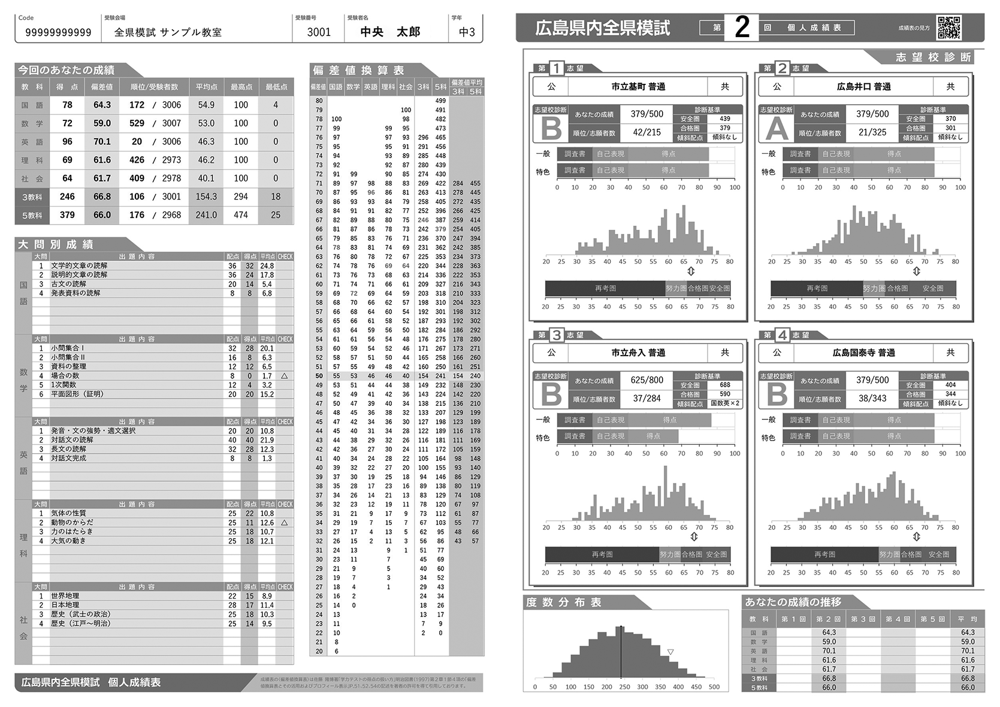 Code
99999999999
受験会場
全県模試 サンプル教室
受験番号
3001
受験者名
中央 太郎
学年
中3
今回のあなたの成績
教科 得点 偏差値 順位/受験者数 平均点 最高点 最低点
国語 78 64.3 172 / 3006 54.9 100 4
数学 72 59.0 529 / 3007 53.0 100 0
英語 96 70.1 20 / 3006 46.3 100 0
理科 69 61.6 426 / 2973 46.2 100 0
社会 64 61.7 409 / 2978 40.1 100 0
3教科 246 66.8 106 / 3001 154.3 294 18
5教科 379 66.0 176 / 2968 241.0 474 25
大問別成績
国語
大問 出題内容 配点 得点 平均点 CHECK
1 文学的文章の読解 36 32 24.8
2 説明的文章の読解 36 24 17.8
3 古文の読解 20 14 5.4
4 発表資料の読解 8 8 6.8
数学
大問 出題内容 配点 得点 平均点 CHECK
1 小問集合Ⅰ 32 28 20.1
2 小問集合Ⅱ 16 8 6.3
3 資料の整理 12 12 6.5
4 場合の数 8 0 1.7 △
5 1次関数 12 4 3.2
6 平面図形（証明） 20 20 15.2
英語
大問 出題内容 配点 得点 平均点 CHECK
1 発音・文の強勢・適文選択 20 20 10.8
2 対話文の読解 40 40 21.9
3 長文の読解 32 28 12.3
4 対話文完成 8 8 1.3
理科
大問 出題内容 配点 得点 平均点 CHECK
1 気体の性質 25 22 10.8
2 動物のからだ 25 11 12.6 △
3 力のはたらき 25 18 10.7
4 大気の動き 25 18 12.1
社会
大問 出題内容 配点 得点 平均点 CHECK
1 世界地理 22 15 8.9
2 日本地理 28 17 11.4
3 歴史（武士の政治） 25 18 10.3
4 歴史（江戸～明治） 25 14 9.5
偏差値換算表
偏差値 国語 数学 英語 理科 社会 3科 5科 偏差値平均 3科 5科
80 499
79 100 491
78 100 98 482
77 99 99 95 473
76 97 97 93 296 465
75 95 95 91 291 456
74 94 93 89 285 448
73 92 92 87 280 439
72 91 99 90 85 274 430
71 89 97 98 88 83 269 422 284 455
70 87 95 96 86 81 263 413 278 445
69 86 93 93 84 79 258 405 272 435
68 84 91 91 82 77 252 396 266 425
67 82 89 88 80 75 246 387 259 414
66 81 87 86 78 73 242 379 254 405
65 79 85 83 76 71 236 370 247 394
64 78 83 81 74 69 231 362 242 385
63 76 80 78 72 67 225 353 234 373
62 74 78 76 69 64 220 344 228 363
61 73 76 73 68 63 214 336 222 353
60 71 74 71 66 61 209 327 216 343
59 69 72 69 64 59 203 318 210 333
58 68 70 66 62 57 198 310 204 323
57 66 68 64 60 54 192 301 198 312
56 65 66 61 58 52 187 293 192 302
55 63 64 59 56 50 182 284 186 292
54 61 61 56 54 48 176 275 178 280
53 60 59 54 52 46 171 267 173 271
52 58 57 51 50 44 165 258 166 260
51 57 55 49 48 42 160 250 161 251
50 55 53 46 46 40 154 241 154 240
49 53 51 44 44 38 149 232 148 230
48 52 49 41 42 36 143 224 142 220
47 50 47 39 40 34 138 215 136 210
46 48 45 36 38 32 133 207 129 199
45 47 42 34 36 30 127 198 123 189
44 45 40 31 34 28 122 189 116 178
43 44 38 29 32 26 116 181 111 169
42 42 36 27 30 24 111 172 105 159
41 40 34 24 28 22 105 164 98 148
40 39 32 22 27 20 100 155 93 140
39 37 30 19 25 18 94 146 86 129
38 35 28 17 23 16 89 138 80 119
37 34 26 14 21 13 83 129 74 108
36 32 23 12 19 11 78 120 67 97
35 31 21 9 17 9 73 112 61 87
34 29 19 7 15 7 67 103 55 77
33 27 17 4 13 5 62 95 48 66
32 26 15 2 11 3 56 86 43 57
31 24 13 9 1 51 77
30 23 11 7 45 69
29 21 9 5 40 60
28 19 7 3 34 52
27 18 4 1 29 43
26 16 2 24 34
25 14 0 18 26
24 13 13 17
23 11 7 9
22 10 2 0
21 8
20 6
広島県内全県模試 個人成績表
成績表の〈偏差値換算表〉は佐藤 隆博著「学力テストの得点の扱い方」明治図書(1997)第2章1節4項の「偏差
値換算表とその活用およびプロフィール表示」P.51、52、54の記述を著者の許可を得て引用しております。
広島県内全県模試
第2回 個人成績表
成績表の見方
志望校診断
第1志望
公 市立基町 普通 共
志望校診断 B
あなたの成績 379/500
順位/志願者数 42/215
診断基準
安全圏 439
合格圏 379
傾斜配点 傾斜なし
一般 調査書 自己表現 得点
特色 調査書 自己表現 得点
0 10 20 30 40 50 60 70 80 90 100
20 25 30 35 40 45 50 55 60 65 70 75 80
再考圏 努力圏 合格圏 安全圏
20 25 30 35 40 45 50 55 60 65 70 75 80
第2志望
公 広島井口 普通 共
志望校診断 A
あなたの成績 379/500
順位/志願者数 21/325
診断基準
安全圏 370
合格圏 301
傾斜配点 傾斜なし
一般 調査書 自己表現 得点
特色 調査書 自己表現 得点
0 10 20 30 40 50 60 70 80 90 100
20 25 30 35 40 45 50 55 60 65 70 75 80
再考圏 努力圏 合格圏 安全圏
20 25 30 35 40 45 50 55 60 65 70 75 80
第3志望
公 市立舟入 普通 共
志望校診断 B
あなたの成績 625/800
順位/志願者数 37/284
診断基準
安全圏 688
合格圏 590
傾斜配点 国数英×2
一般 調査書 自己表現 得点
特色 調査書 自己表現 得点
0 10 20 30 40 50 60 70 80 90 100
20 25 30 35 40 45 50 55 60 65 70 75 80
再考圏 努力圏 合格圏 安全圏
20 25 30 35 40 45 50 55 60 65 70 75 80
第4志望
公 広島国泰寺 普通 共
志望校診断 B
あなたの成績 379/500
順位/志願者数 38/343
診断基準
安全圏 404
合格圏 344
傾斜配点 傾斜なし
一般 調査書 自己表現 得点
特色 調査書 自己表現 得点
0 10 20 30 40 50 60 70 80 90 100
20 25 30 35 40 45 50 55 60 65 70 75 80
再考圏 努力圏 合格圏 安全圏
20 25 30 35 40 45 50 55 60 65 70 75 80
度数分布表
0 50 100 150 200 250 300 350 400 450 500
あなたの成績の推移
教科 第1回 第2回 第3回 第4回 第5回 平均
国語 64.3 64.3
数学 59.0 59.0
英語 70.1 70.1
理科 61.6 61.6
社会 61.7 61.7
3教科 66.8 66.8
5教科 66.0 66.0